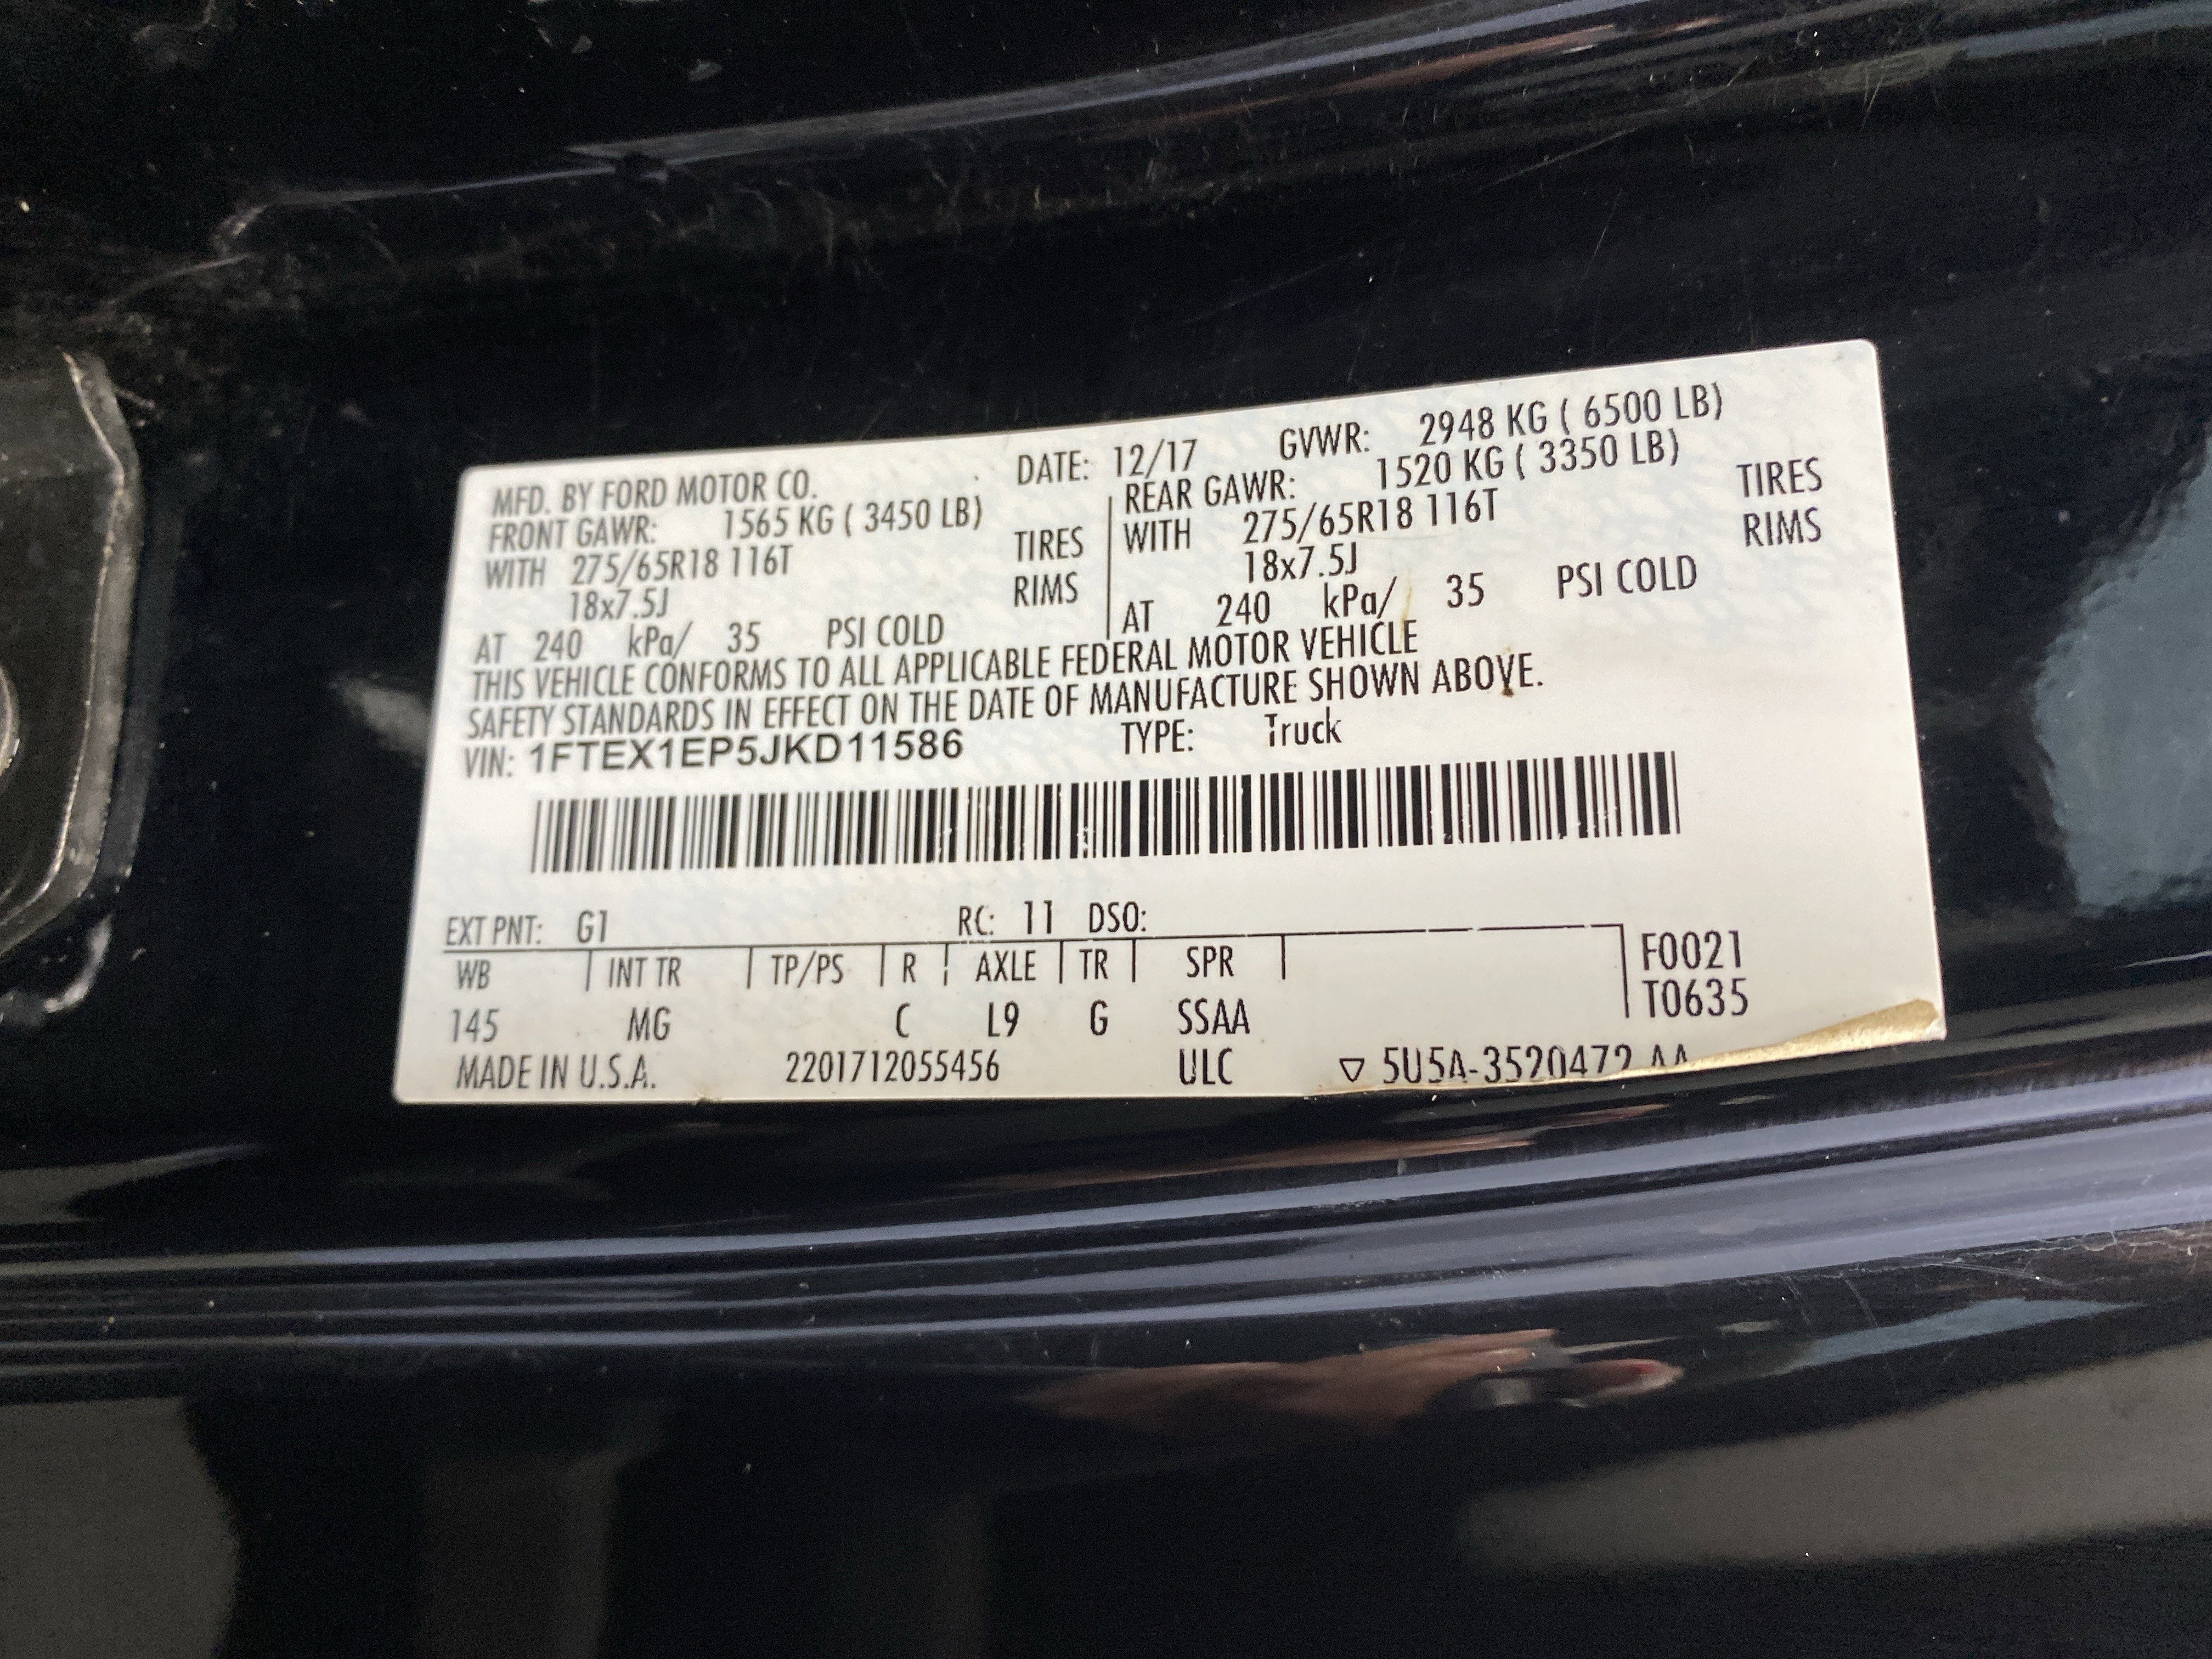 MFD. BY FORD MOTOR CO. DATE: 12/17 GVWR: 2948 KG ( 6500 LB)
FRONT GAWR: 1565 KG ( 3450 LB) REAR GAWR: 1520 KG ( 3350 LB)
WITH 275/65R18 116T TIRES WITH 275/65R18 116T TIRES
18x7.5J RIMS 18x7.5J RIMS
AT 240 kPa/ 35 PSI COLD AT 240 kPa/ 35 PSI COLD
THIS VEHICLE CONFORMS TO ALL APPLICABLE FEDERAL MOTOR VEHICLE
SAFETY STANDARDS IN EFFECT ON THE DATE OF MANUFACTURE SHOWN ABOVE.
VIN: 1FTEX1EP5JKD11586 TYPE: Truck
EXT PNT: G1 RC: 11 DSO:
WB INT TR TP/PS R AXLE TR SPR F0021
145 MG C L9 G SSAA T0635
MADE IN U.S.A. 2201712055456 ULC ▽ 5U5A-3520472 AA